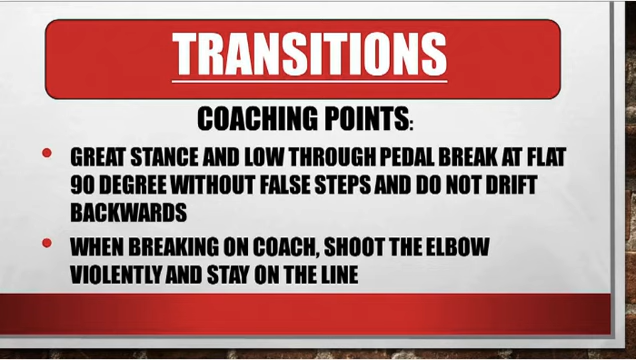 TRANSITIONS
COACHING POINTS:
• GREAT STANCE AND LOW THROUGH PEDAL BREAK AT FLAT
90 DEGREE WITHOUT FALSE STEPS AND DO NOT DRIFT
BACKWARDS
• WHEN BREAKING ON COACH, SHOOT THE ELBOW
VIOLENTLY AND STAY ON THE LINE